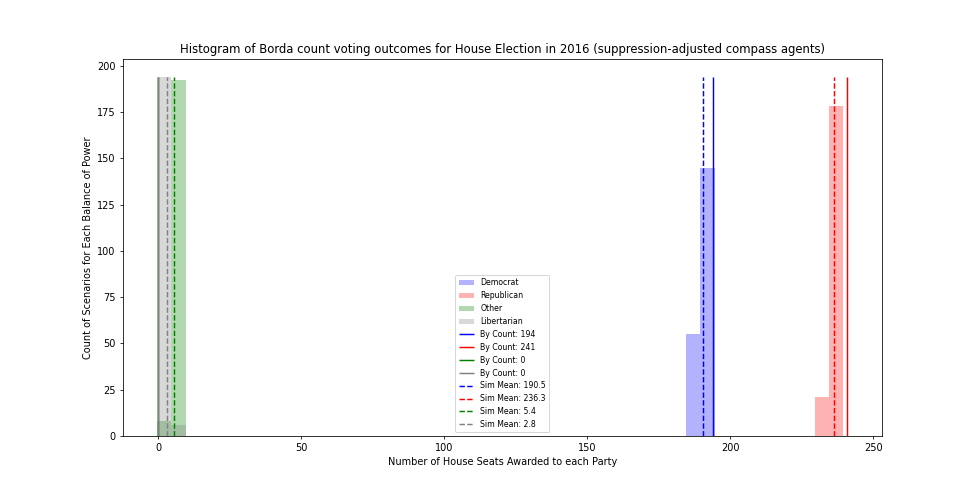 Histogram of Borda count voting outcomes for House Election in 2016 (suppression-adjusted compass agents)
Count of Scenarios for Each Balance of Power
200
175
150
125
100
75
50
25
0
Democrat
Republican
Other
Libertarian
By Count: 194
By Count: 241
By Count: 0
By Count: 0
Sim Mean: 190.5
Sim Mean: 236.3
Sim Mean: 5.4
Sim Mean: 2.8
0 50 100 150 200 250
Number of House Seats Awarded to each Party